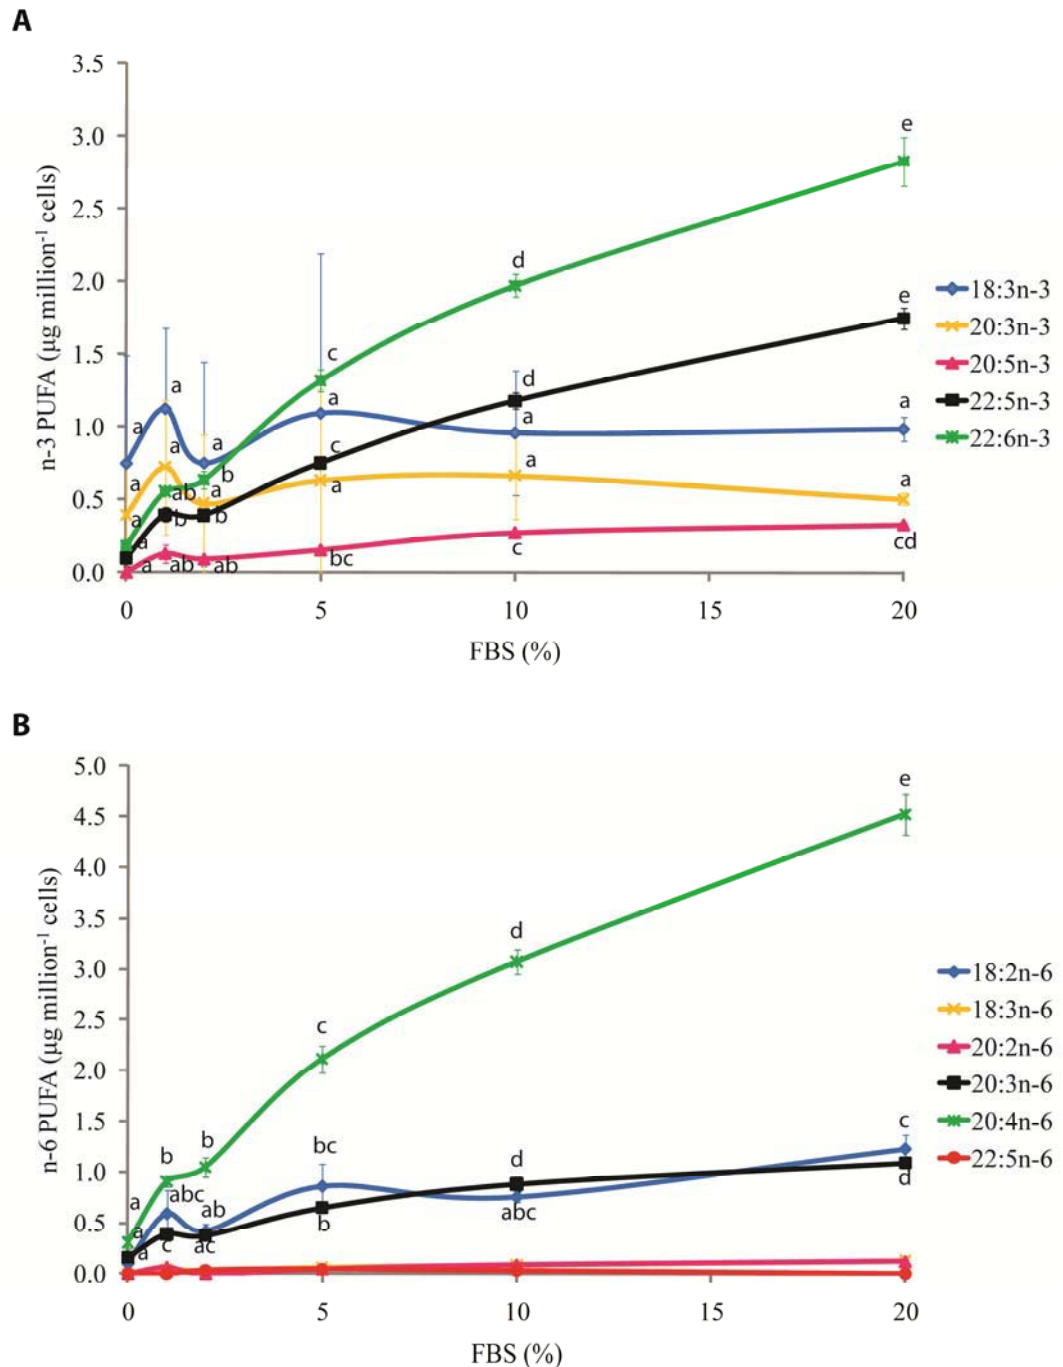 A
3.5
3.0
2.5
2.0
1.5
1.0
0.5
0.0
n-3 PUFA (µg million⁻¹ cells)
e
d
e
c
d
a
a
a
a
a
a
c
a
a
b
a
a
a
a
ab
a
b
b
a
a
ab
ab
bc
c
cd
0 5 10 15 20
FBS (%)
18:3n-3
20:3n-3
20:5n-3
22:5n-3
22:6n-3
B
5.0
4.5
4.0
3.5
3.0
2.5
2.0
1.5
1.0
0.5
0.0
n-6 PUFA (µg million⁻¹ cells)
e
d
c
b
b
bc
d
c
a
abc
ab
a
a
c
ac
b
abc
d
0 5 10 15 20
FBS (%)
18:2n-6
18:3n-6
20:2n-6
20:3n-6
20:4n-6
22:5n-6